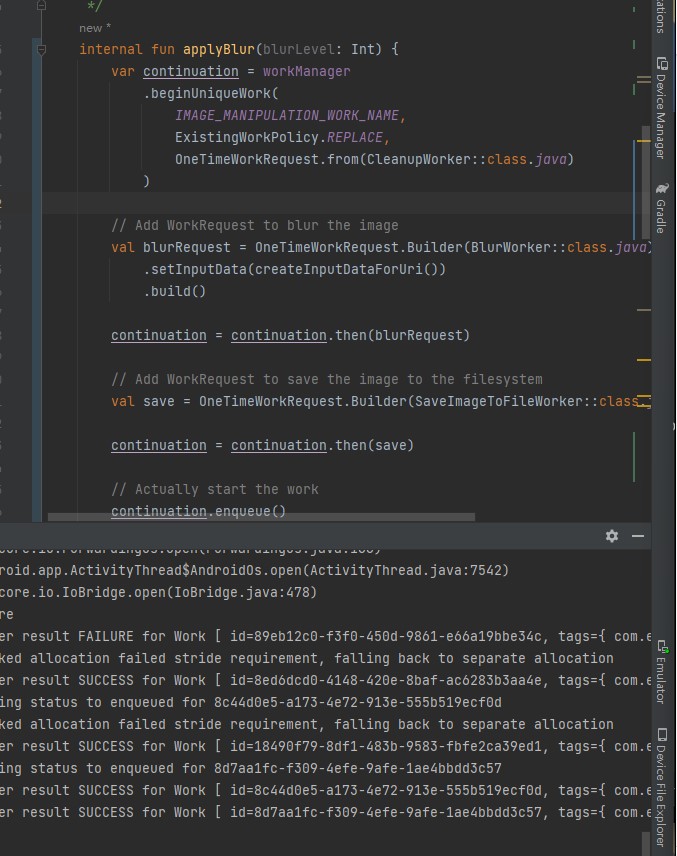 */
new *
internal fun applyBlur(blurLevel: Int) {
var continuation = workManager
.beginUniqueWork(
IMAGE_MANIPULATION_WORK_NAME,
ExistingWorkPolicy.REPLACE,
OneTimeWorkRequest.from(CleanupWorker::class.java)
)
// Add WorkRequest to blur the image
val blurRequest = OneTimeWorkRequest.Builder(BlurWorker::class.java)
.setInputData(createInputDataForUri())
.build()
continuation = continuation.then(blurRequest)
// Add WorkRequest to save the image to the filesystem
val save = OneTimeWorkRequest.Builder(SaveImageToFileWorker::class.
continuation = continuation.then(save)
// Actually start the work
continuation.enqueue()
core.io.ForwardingOs.open(ForwardingOs.java:
roid.app.ActivityThread$AndroidOs.open(ActivityThread.java:7542)
core.io.IoBridge.open(IoBridge.java:478)
re
er result FAILURE for Work [ id=89eb12c0-f3f0-450d-9861-e66a19bbe34c, tags={ com.e
ked allocation failed stride requirement, falling back to separate allocation
er result SUCCESS for Work [ id=8ed6dcd0-4148-420e-8baf-ac6283b3aa4e, tags={ com.e
ing status to enqueued for 8c44d0e5-a173-4e72-913e-555b519ecf0d
ked allocation failed stride requirement, falling back to separate allocation
er result SUCCESS for Work [ id=18490f79-8df1-483b-9583-fbfe2ca39ed1, tags={ com.e
ing status to enqueued for 8d7aa1fc-f309-4efe-9afe-1ae4bbdd3c57
er result SUCCESS for Work [ id=8c44d0e5-a173-4e72-913e-555b519ecf0d, tags={ com.e
er result SUCCESS for Work [ id=8d7aa1fc-f309-4efe-9afe-1ae4bbdd3c57, tags={ com.e
ations
Device Manager
Gradle
Emulator
Device File Explorer